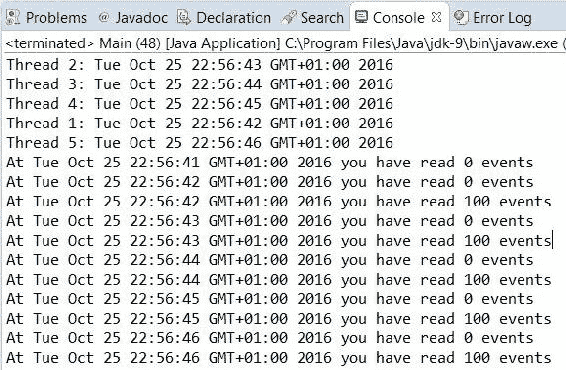 Problems @ Javadoc Declaration Search Console Error Log
<terminated> Main (48) [Java Application] C:\Program Files\Java\jdk-9\bin\javaw.exe (
Thread 2: Tue Oct 25 22:56:43 GMT+01:00 2016
Thread 3: Tue Oct 25 22:56:44 GMT+01:00 2016
Thread 4: Tue Oct 25 22:56:45 GMT+01:00 2016
Thread 1: Tue Oct 25 22:56:42 GMT+01:00 2016
Thread 5: Tue Oct 25 22:56:46 GMT+01:00 2016
At Tue Oct 25 22:56:41 GMT+01:00 2016 you have read 0 events
At Tue Oct 25 22:56:42 GMT+01:00 2016 you have read 0 events
At Tue Oct 25 22:56:42 GMT+01:00 2016 you have read 100 events
At Tue Oct 25 22:56:43 GMT+01:00 2016 you have read 0 events
At Tue Oct 25 22:56:43 GMT+01:00 2016 you have read 100 events
At Tue Oct 25 22:56:44 GMT+01:00 2016 you have read 0 events
At Tue Oct 25 22:56:44 GMT+01:00 2016 you have read 100 events
At Tue Oct 25 22:56:45 GMT+01:00 2016 you have read 0 events
At Tue Oct 25 22:56:45 GMT+01:00 2016 you have read 100 events
At Tue Oct 25 22:56:46 GMT+01:00 2016 you have read 0 events
At Tue Oct 25 22:56:46 GMT+01:00 2016 you have read 100 events